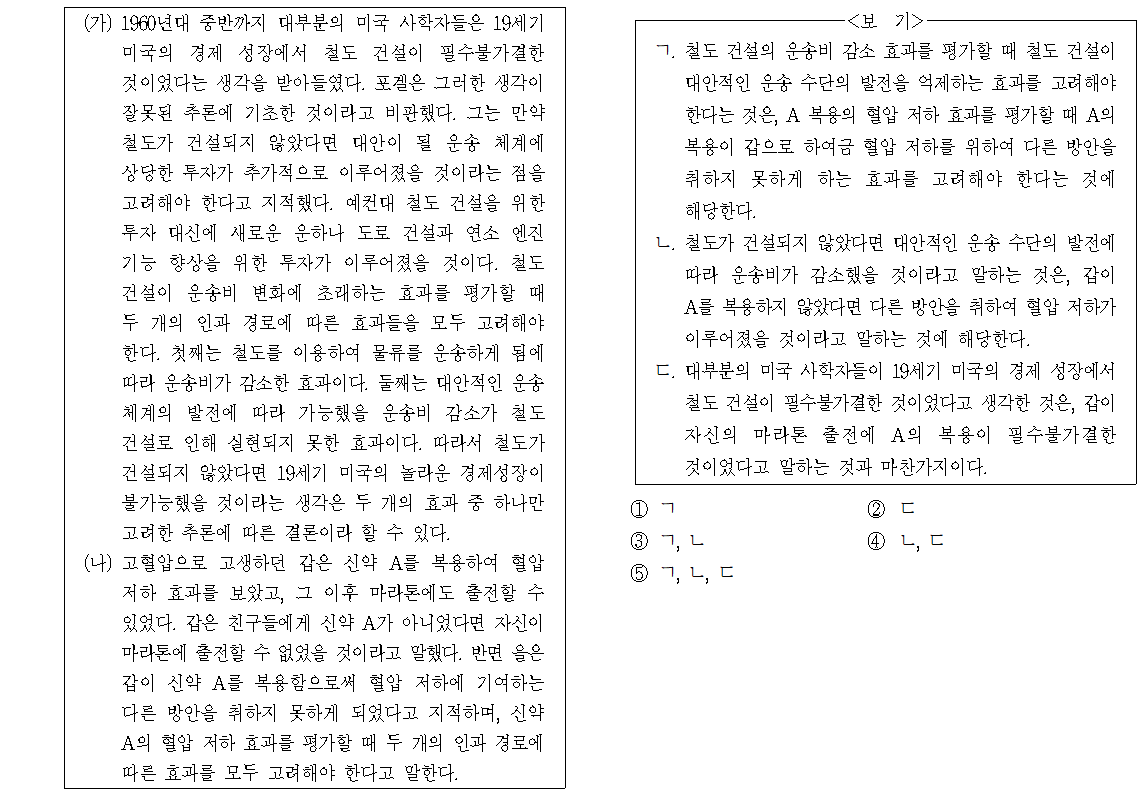 (가) 1960년대 중반까지 대부분의 미국 사학자들은 19세기
미국의 경제 성장에서 철도 건설이 필수불가결한
것이었다는 생각을 받아들였다. 포겔은 그러한 생각이
잘못된 추론에 기초한 것이라고 비판했다. 그는 만약
철도가 건설되지 않았다면 대안이 될 운송 체계에
상당한 투자가 추가적으로 이루어졌을 것이라는 점을
고려해야 한다고 지적했다. 예컨대 철도 건설을 위한
투자 대신에 새로운 운하나 도로 건설과 연소 엔진
기능 향상을 위한 투자가 이루어졌을 것이다. 철도
건설이 운송비 변화에 초래하는 효과를 평가할 때
두 개의 인과 경로에 따른 효과들을 모두 고려해야
한다. 첫째는 철도를 이용하여 물류를 운송하게 됨에
따라 운송비가 감소한 효과이다. 둘째는 대안적인 운송
체계의 발전에 따라 가능했을 운송비 감소가 철도
건설로 인해 실현되지 못한 효과이다. 따라서 철도가
건설되지 않았다면 19세기 미국의 놀라운 경제성장이
불가능했을 것이라는 생각은 두 개의 효과 중 하나만
고려한 추론에 따른 결론이라 할 수 있다.
(나) 고혈압으로 고생하던 갑은 신약 A를 복용하여 혈압
저하 효과를 보았고, 그 이후 마라톤에도 출전할 수
있었다. 갑은 친구들에게 신약 A가 아니었다면 자신이
마라톤에 출전할 수 없었을 것이라고 말했다. 반면 을은
갑이 신약 A를 복용함으로써 혈압 저하에 기여하는
다른 방안을 취하지 못하게 되었다고 지적하며, 신약
A의 혈압 저하 효과를 평가할 때 두 개의 인과 경로에
따른 효과를 모두 고려해야 한다고 말한다.
<보 기>
ㄱ. 철도 건설의 운송비 감소 효과를 평가할 때 철도 건설이
대안적인 운송 수단의 발전을 억제하는 효과를 고려해야
한다는 것은, A 복용의 혈압 저하 효과를 평가할 때 A의
복용이 갑으로 하여금 혈압 저하를 위하여 다른 방안을
취하지 못하게 하는 효과를 고려해야 한다는 것에
해당한다.
ㄴ. 철도가 건설되지 않았다면 대안적인 운송 수단의 발전에
따라 운송비가 감소했을 것이라고 말하는 것은, 갑이
A를 복용하지 않았다면 다른 방안을 취하여 혈압 저하가
이루어졌을 것이라고 말하는 것에 해당한다.
ㄷ. 대부분의 미국 사학자들이 19세기 미국의 경제 성장에서
철도 건설이 필수불가결한 것이었다고 생각한 것은, 갑이
자신의 마라톤 출전에 A의 복용이 필수불가결한
것이었다고 말하는 것과 마찬가지이다.
① ㄱ ② ㄷ
③ ㄱ, ㄴ ④ ㄴ, ㄷ
⑤ ㄱ, ㄴ, ㄷ